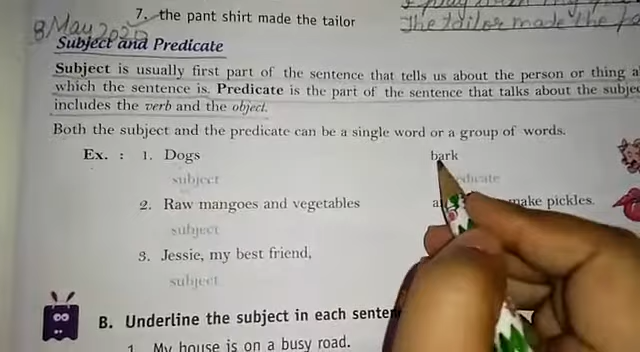 7. the pant shirt made the tailor
The tailor made the
8 May 2020
Subject and Predicate
Subject is usually first part of the sentence that tells us about the person or thing
which the sentence is. Predicate is the part of the sentence that talks about the
includes the verb and the object.
Both the subject and the predicate can be a single word or a group of words.
Ex. : 1. Dogs bark
subject
2. Raw mangoes and vegetables make pickles.
subject
3. Jessie, my best friend,
subject
B. Underline the subject in each
1. My house is on a busy road.